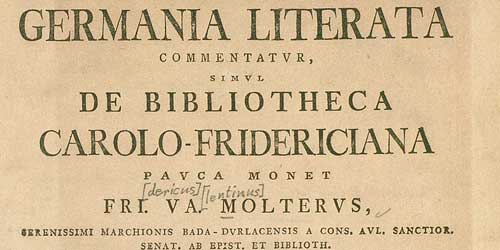 GERMANIA LITERATA
COMMENTATVR,
SIMVL
DE BIBLIOTHECA
CAROLO-FRIDERICIANA
PAVCA MONET
[dericus] [lentinus]
FRI. VA. MOLTERVS,
SERENISSIMI MARCHIONIS BADA-DVRLACENSIS A CONS. AVL. SANCTIOR.
SENAT. AB EPIST. ET BIBLIOTH.